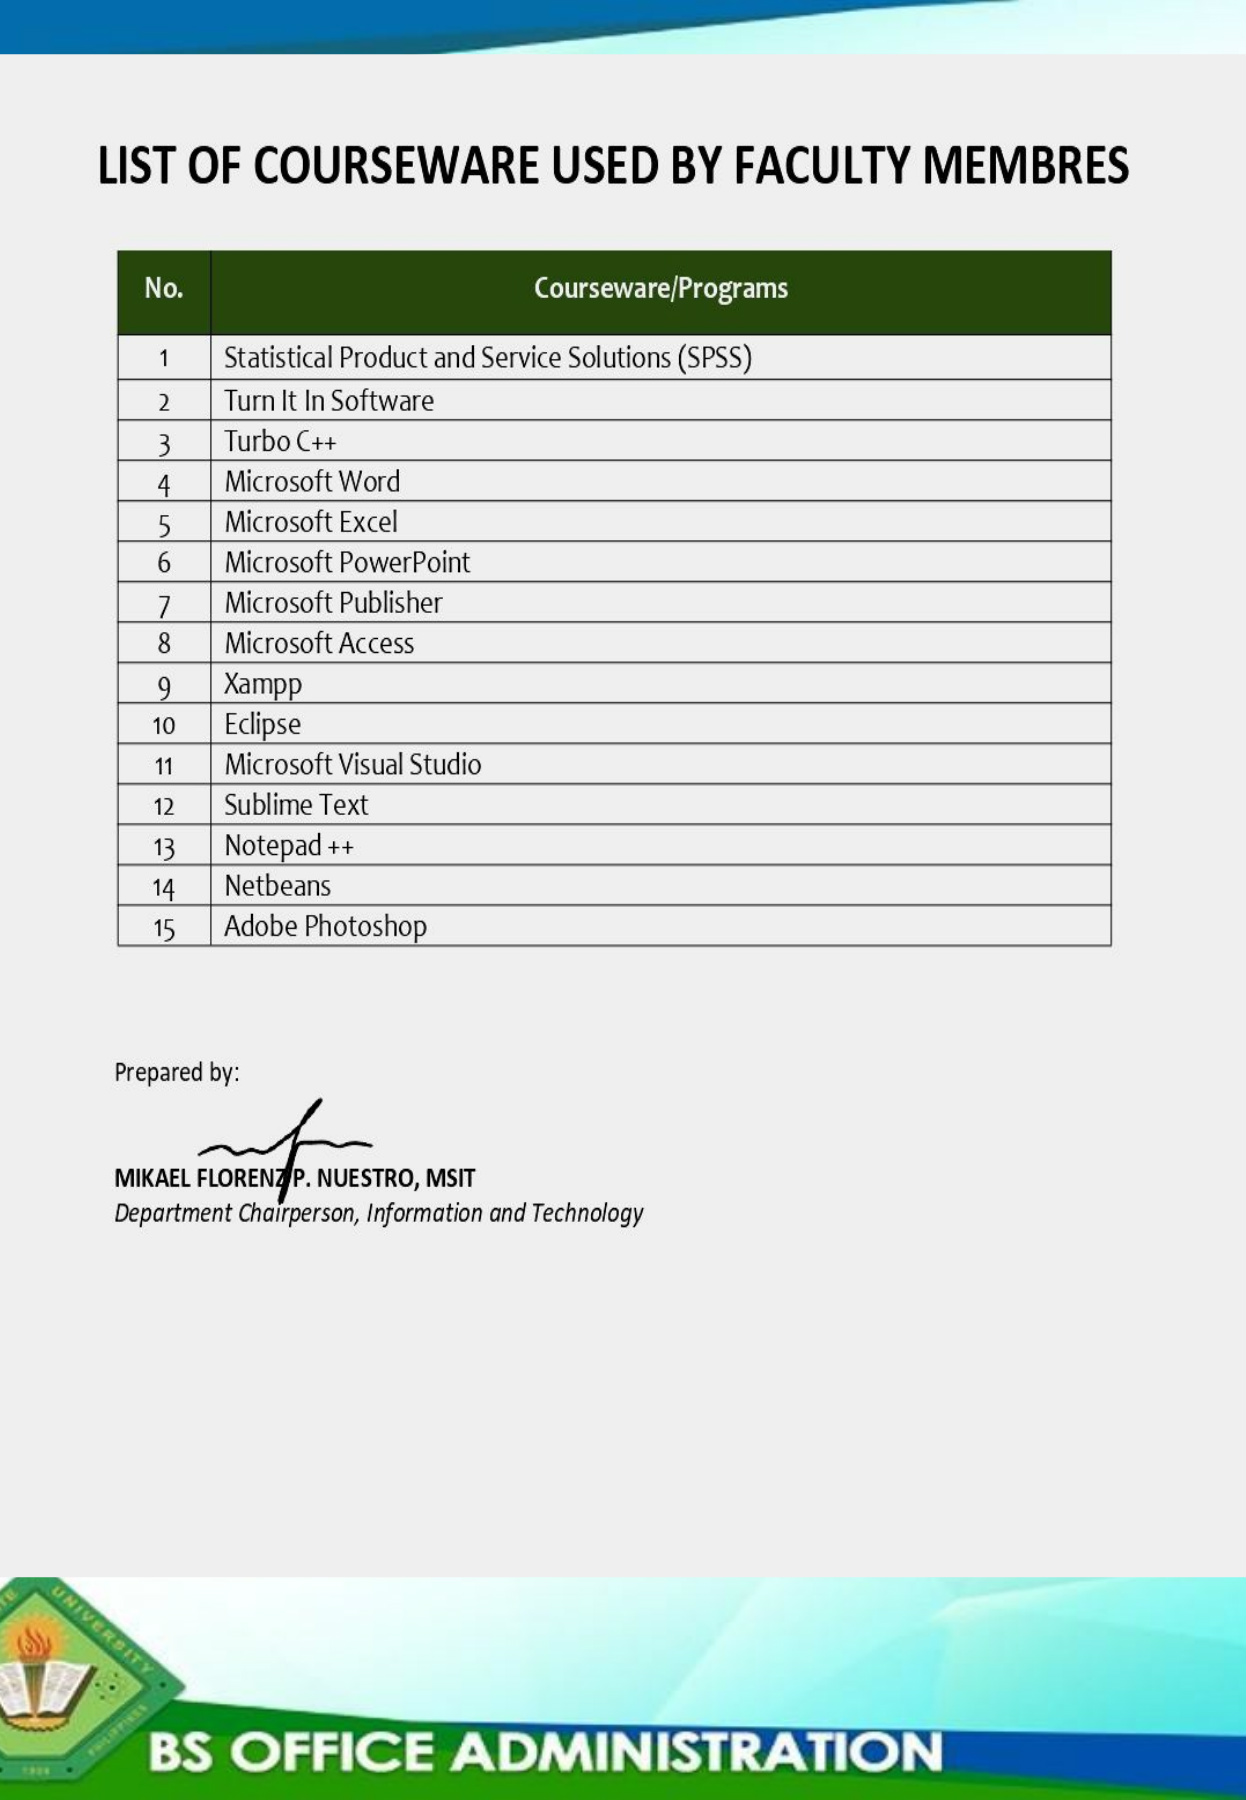 LIST OF COURSEWARE USED BY FACULTY MEMBRES
No. Courseware/Programs
1 Statistical Product and Service Solutions (SPSS)
2 Turn It In Software
3 Turbo C++
4 Microsoft Word
5 Microsoft Excel
6 Microsoft PowerPoint
7 Microsoft Publisher
8 Microsoft Access
9 Xampp
10 Eclipse
11 Microsoft Visual Studio
12 Sublime Text
13 Notepad ++
14 Netbeans
15 Adobe Photoshop
Prepared by:
MIKAEL FLORENZ P. NUESTRO, MSIT
Department Chairperson, Information and Technology
UNIVERSITY
PHILIPPINES
BS OFFICE ADMINISTRATION